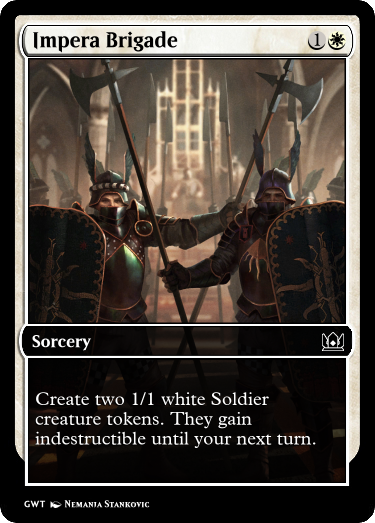 Impera Brigade 1
Sorcery
Create two 1/1 white Soldier
creature tokens. They gain
indestructible until your next turn.
GWT Nemania Stankovic